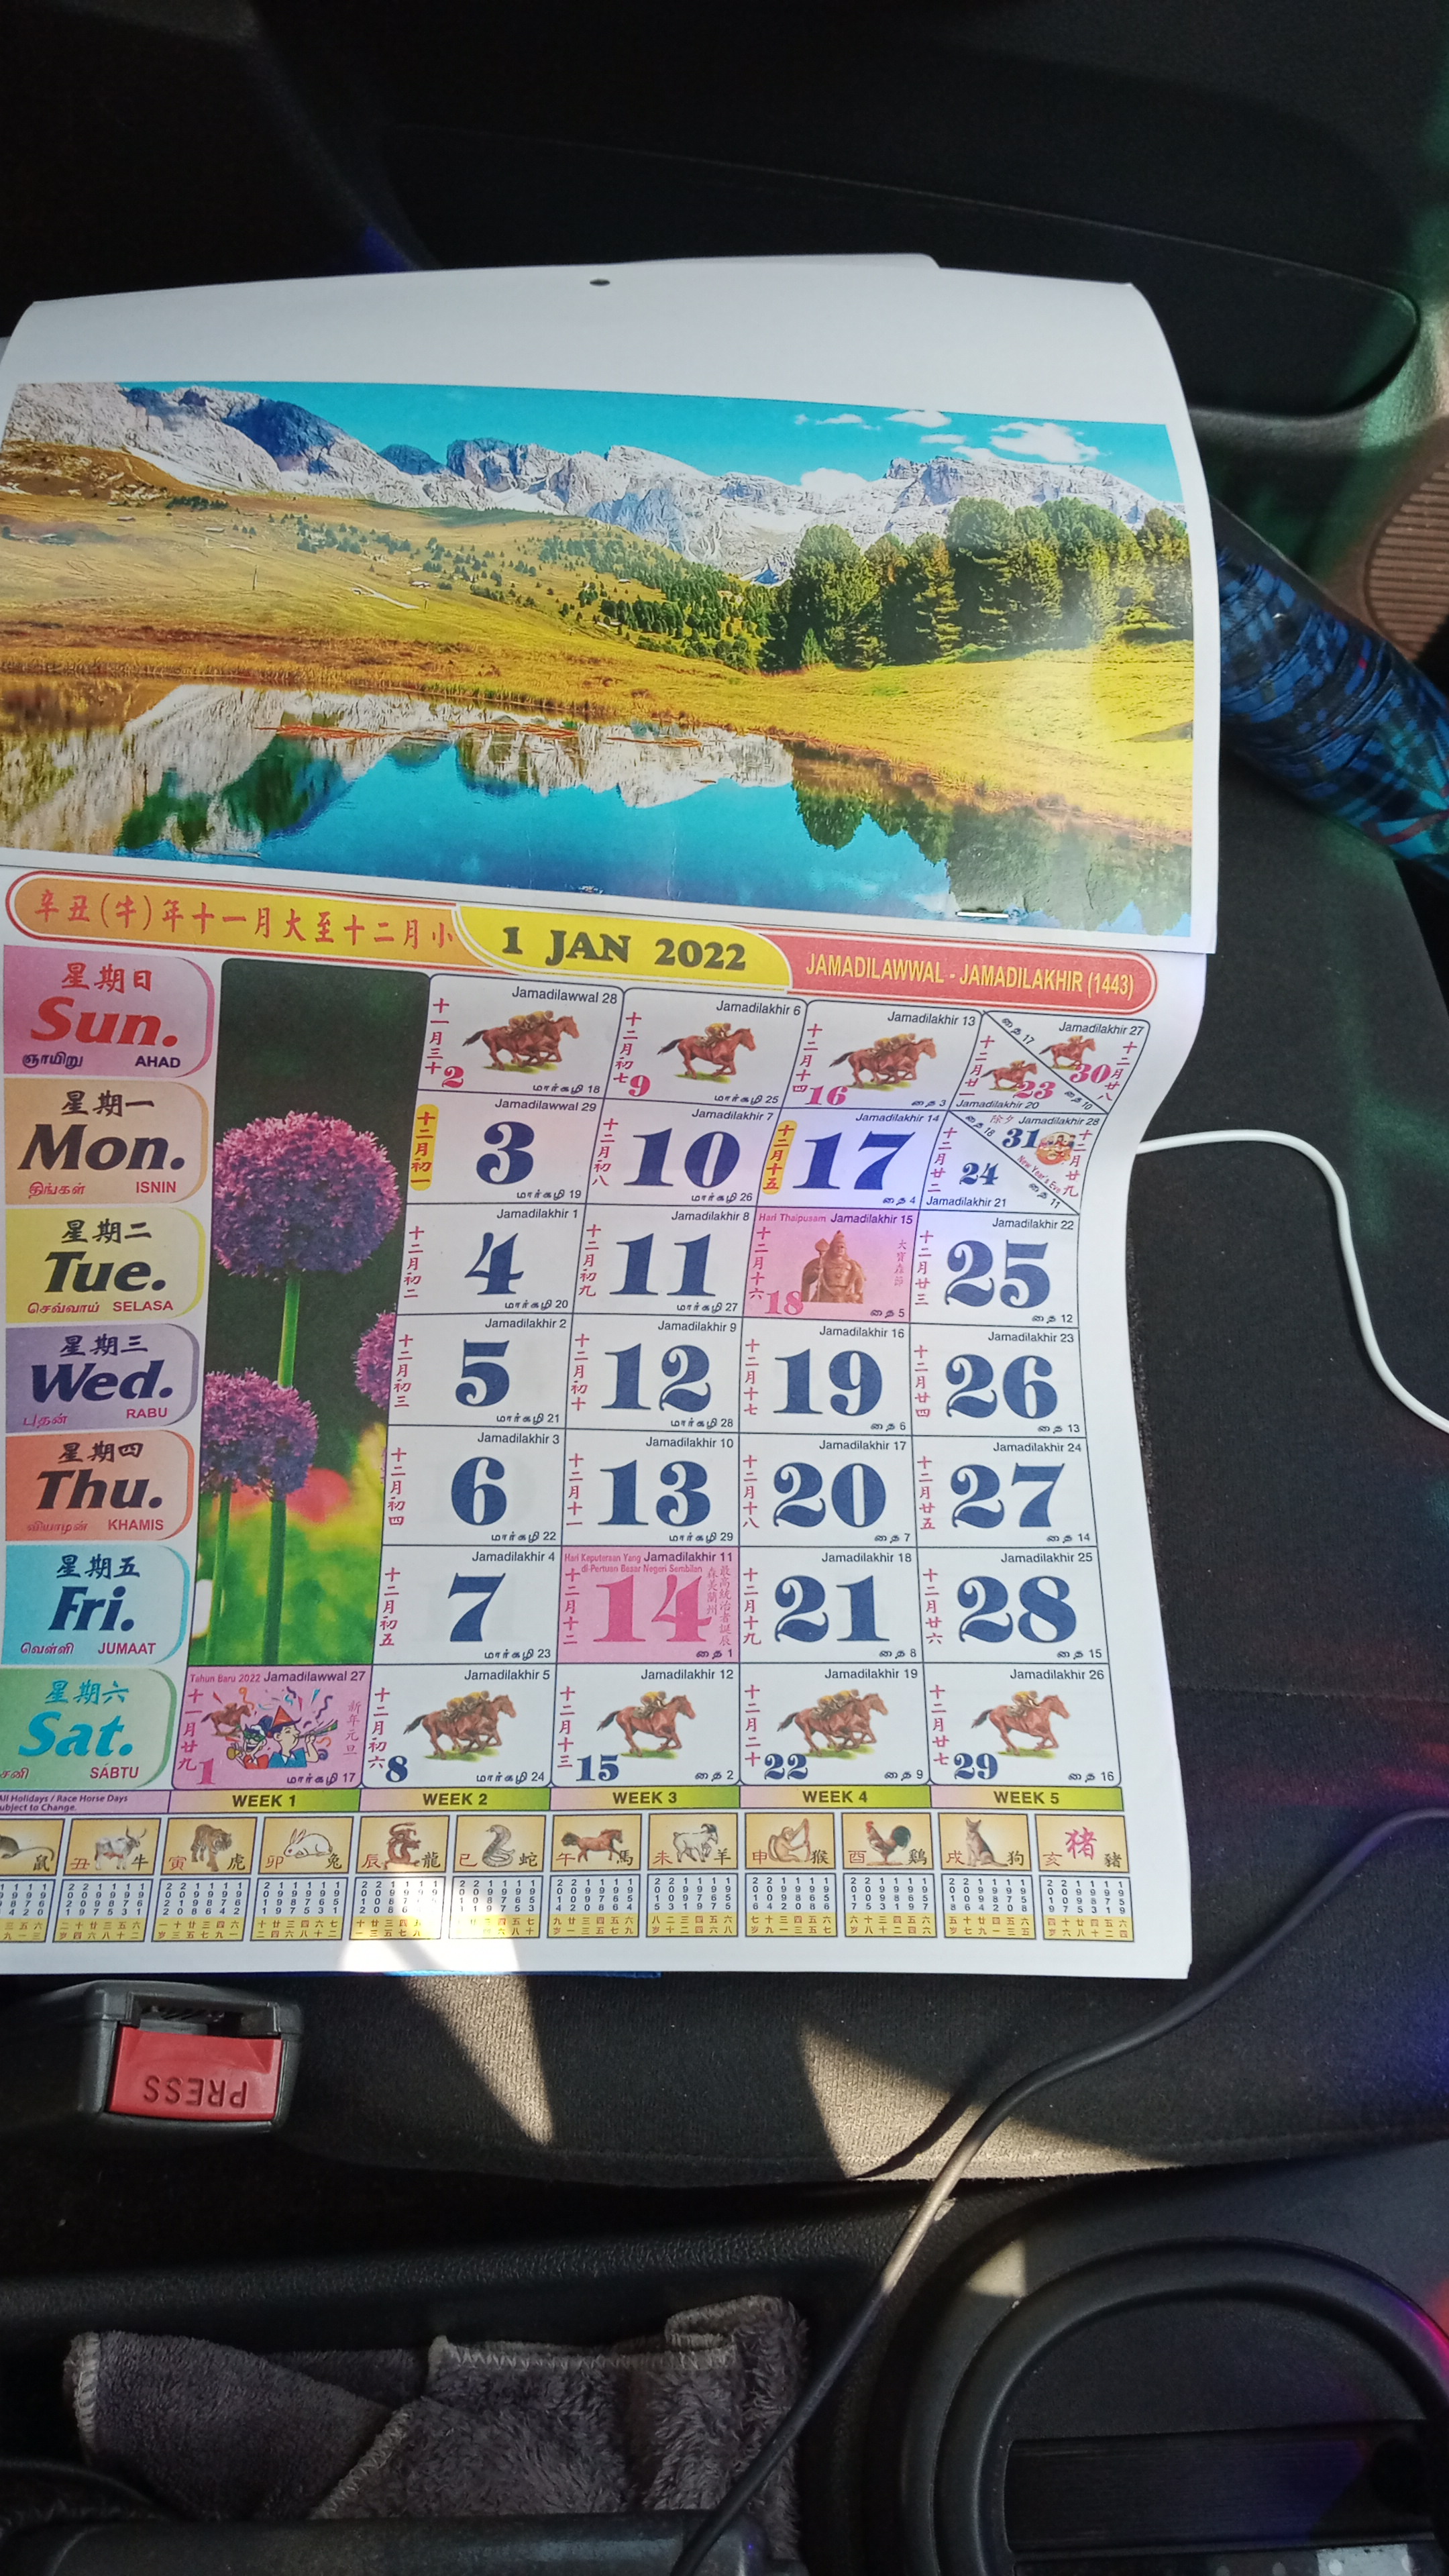 辛丑(牛)年十一月大至十二月小
1 JAN 2022
JAMADILAWWAL - JAMADILAKHIR (1443)
星期日
Sun.
ஞாயிறு AHAD
十一月三十 Jamadilawwal 28
2 மார்கழி 18
十二月初七 Jamadilakhir 6
9 மார்கழி 25
十二月十四 Jamadilakhir 13
16 தை 3
தை 17 十二月廿一
23 Jamadilakhir 20
Jamadilakhir 27 十二月廿八
30 தை 10
星期一
Mon.
திங்கள் ISNIN
十二月初一 Jamadilawwal 29
3 மார்கழி 19
十二月初八 Jamadilakhir 7
10 மார்கழி 26
十二月十五 Jamadilakhir 14
17 தை 4
தை 18 十二月廿二
24 Jamadilakhir 21
除夕 Jamadilakhir 28 十二月廿九
31 New Year's Eve தை 11
星期二
Tue.
செவ்வாய் SELASA
十二月初二 Jamadilakhir 1
4 மார்கழி 20
十二月初九 Jamadilakhir 8
11 மார்கழி 27
Hari Thaipusam Jamadilakhir 15
十二月十六 大寶森節
18 தை 5
十二月廿三 Jamadilakhir 22
25 தை 12
星期三
Wed.
புதன் RABU
十二月初三 Jamadilakhir 2
5 மார்கழி 21
十二月初十 Jamadilakhir 9
12 மார்கழி 28
十二月十七 Jamadilakhir 16
19 தை 6
十二月廿四 Jamadilakhir 23
26 தை 13
星期四
Thu.
வியாழன் KHAMIS
十二月初四 Jamadilakhir 3
6 மார்கழி 22
十二月十一 Jamadilakhir 10
13 மார்கழி 29
十二月十八 Jamadilakhir 17
20 தை 7
十二月廿五 Jamadilakhir 24
27 தை 14
星期五
Fri.
வெள்ளி JUMAAT
十二月初五 Jamadilakhir 4
7 மார்கழி 23
Hari Keputeraan Yang Jamadilakhir 11
di-Pertuan Besar Negeri Sembilan
十二月十二 森美蘭州 最高統治者誕辰
14 தை 1
十二月十九 Jamadilakhir 18
21 தை 8
十二月廿六 Jamadilakhir 25
28 தை 15
星期六
Sat.
சனி SABTU
Tahun Baru 2022 Jamadilawwal 27
十一月廿九 新年元旦
1 மார்கழி 17
十二月初六 Jamadilakhir 5
8 மார்கழி 24
十二月十三 Jamadilakhir 12
15 தை 2
十二月二十 Jamadilakhir 19
22 தை 9
十二月廿七 Jamadilakhir 26
29 தை 16
All Holidays / Race Horse Days
ubject to Change.
WEEK 1 WEEK 2 WEEK 3 WEEK 4 WEEK 5
鼠 丑 牛 寅 虎 卯 兔 辰 龍 巳 蛇 午 馬 未 羊 申 猴 酉 鷄 戌 狗 亥 猪 豬
PRESS